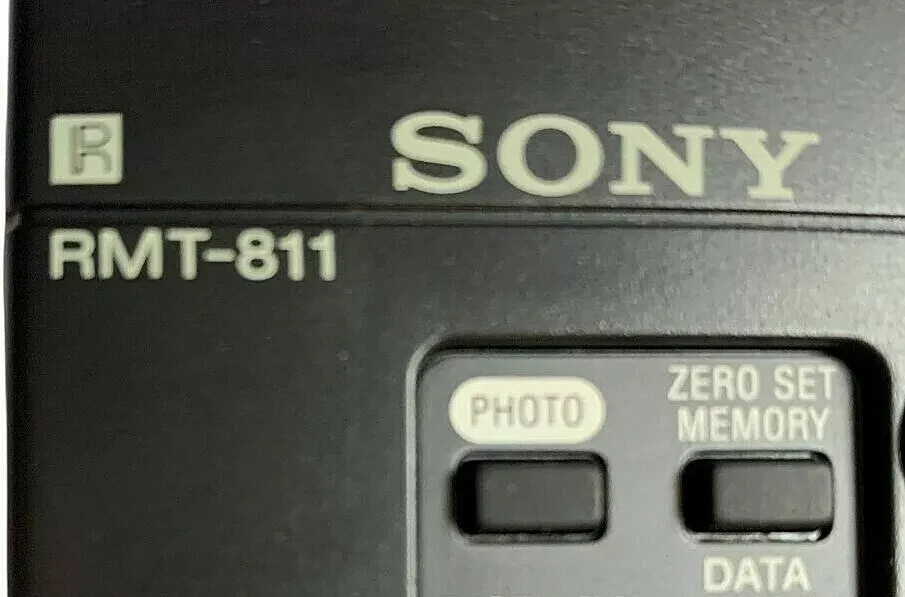 R SONY
RMT-811
PHOTO
ZERO SET
MEMORY
DATA